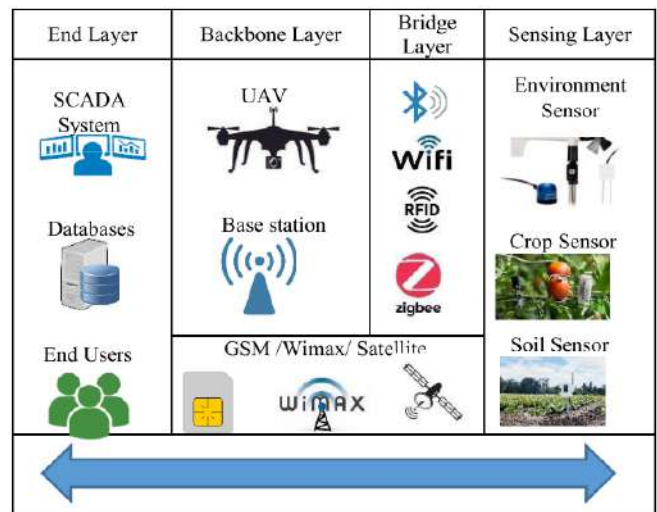 End Layer
Backbone Layer
Bridge
Layer
Sensing Layer
SCADA
System
Databases
End Users
UAV
Base station
Wifi
RFID
zigbee
GSM /Wimax/ Satellite
WiMAX
Environment
Sensor
Crop Sensor
Soil Sensor